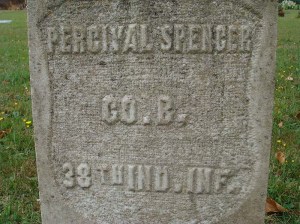 PERCIVAL SPENCER
CO. B.
38TH IND. INF.